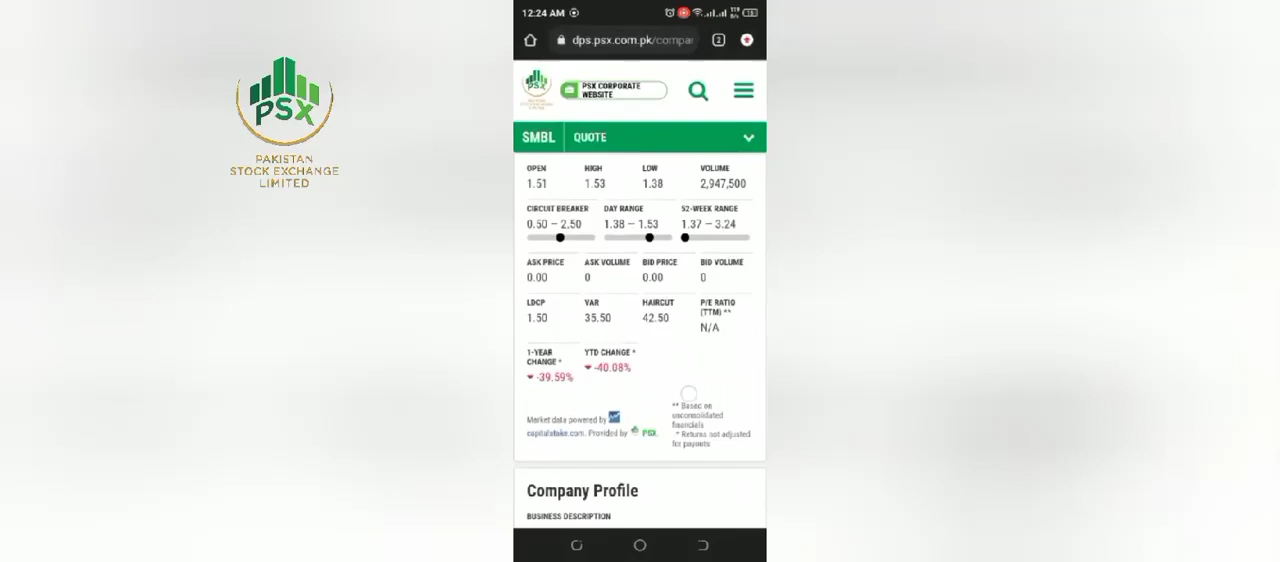 PSX
PAKISTAN
STOCK EXCHANGE
LIMITED
12:24 AM
dps.psx.com.pk/compar
2
PSX
PSX CORPORATE
WEBSITE
SMBL QUOTE
OPEN HIGH LOW VOLUME
1.51 1.53 1.38 2,947,500
CIRCUIT BREAKER DAY RANGE 52-WEEK RANGE
0.50 — 2.50 1.38 — 1.53 1.37 — 3.24
ASK PRICE ASK VOLUME BID PRICE BID VOLUME
0.00 0 0.00 0
LDCP VAR HAIRCUT P/E RATIO
(TTM) **
1.50 35.50 42.50 N/A
1-YEAR
CHANGE * YTD CHANGE *
-39.59% -40.08%
Market data powered by
capitalstake.com. Provided by PSX.
** Based on
unconsolidated
financials
* Returns not adjusted
for payouts
Company Profile
BUSINESS DESCRIPTION